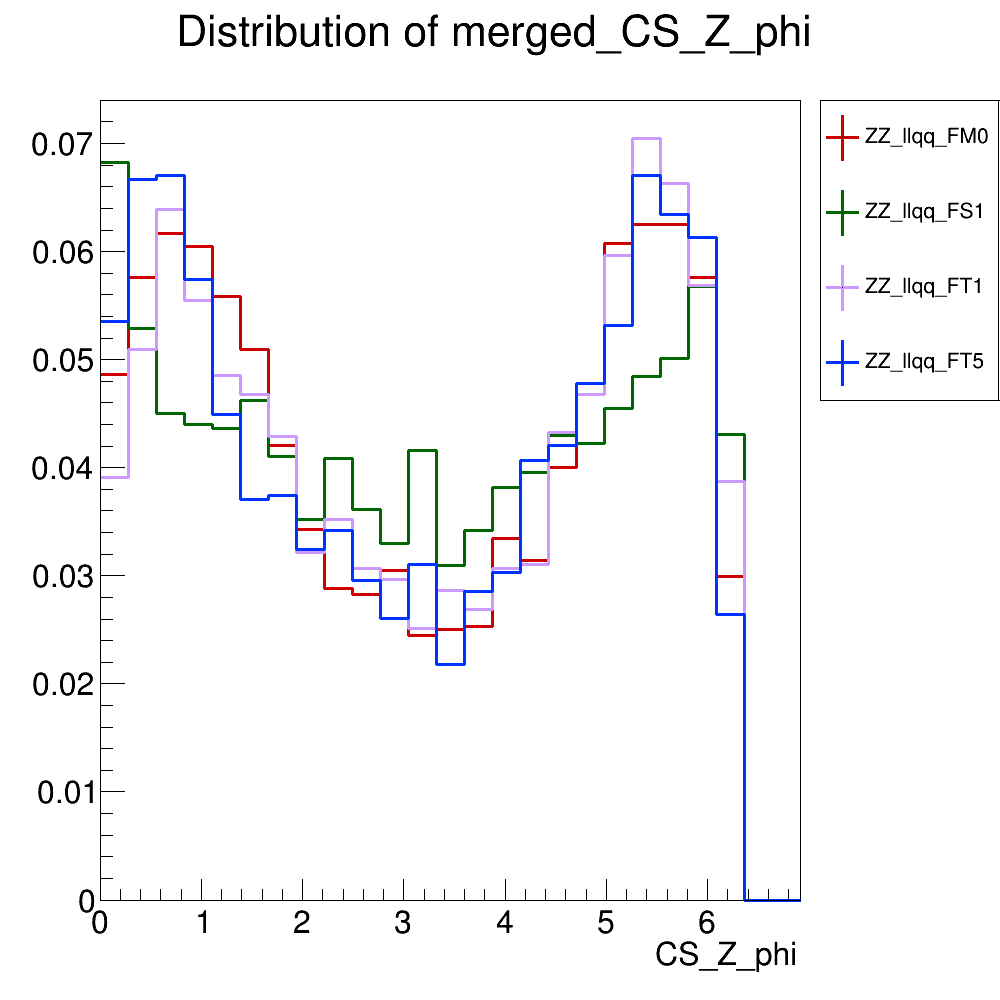 Distribution of merged_CS_Z_phi
0.07
0.06
0.05
0.04
0.03
0.02
0.01
0
0 1 2 3 4 5 6
CS_Z_phi
ZZ_llqq_FM0
ZZ_llqq_FS1
ZZ_llqq_FT1
ZZ_llqq_FT5